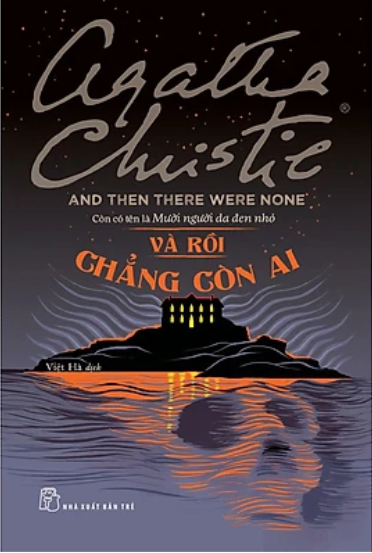 Agatha
Christie®
AND THEN THERE WERE NONE
Còn có tên là Mười người da đen nhỏ
VÀ RỒI
CHẲNG CÒN AI
Việt Hà dịch
NHÀ XUẤT BẢN TRẺ